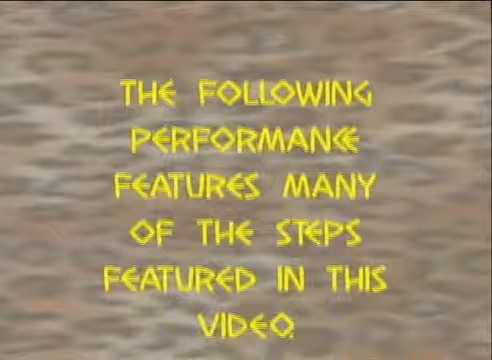 THE FOLLOWING
PERFORMANCE
FEATURES MANY
OF THE STEPS
FEATURED IN THIS
VIDEO.